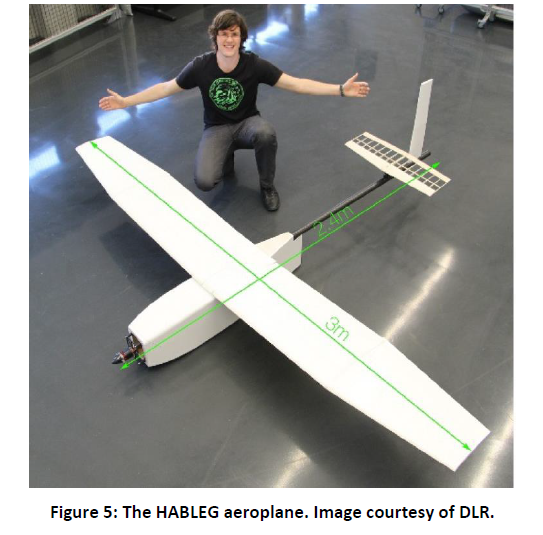 2.4m
3m
Figure 5: The HABLEG aeroplane. Image courtesy of DLR.